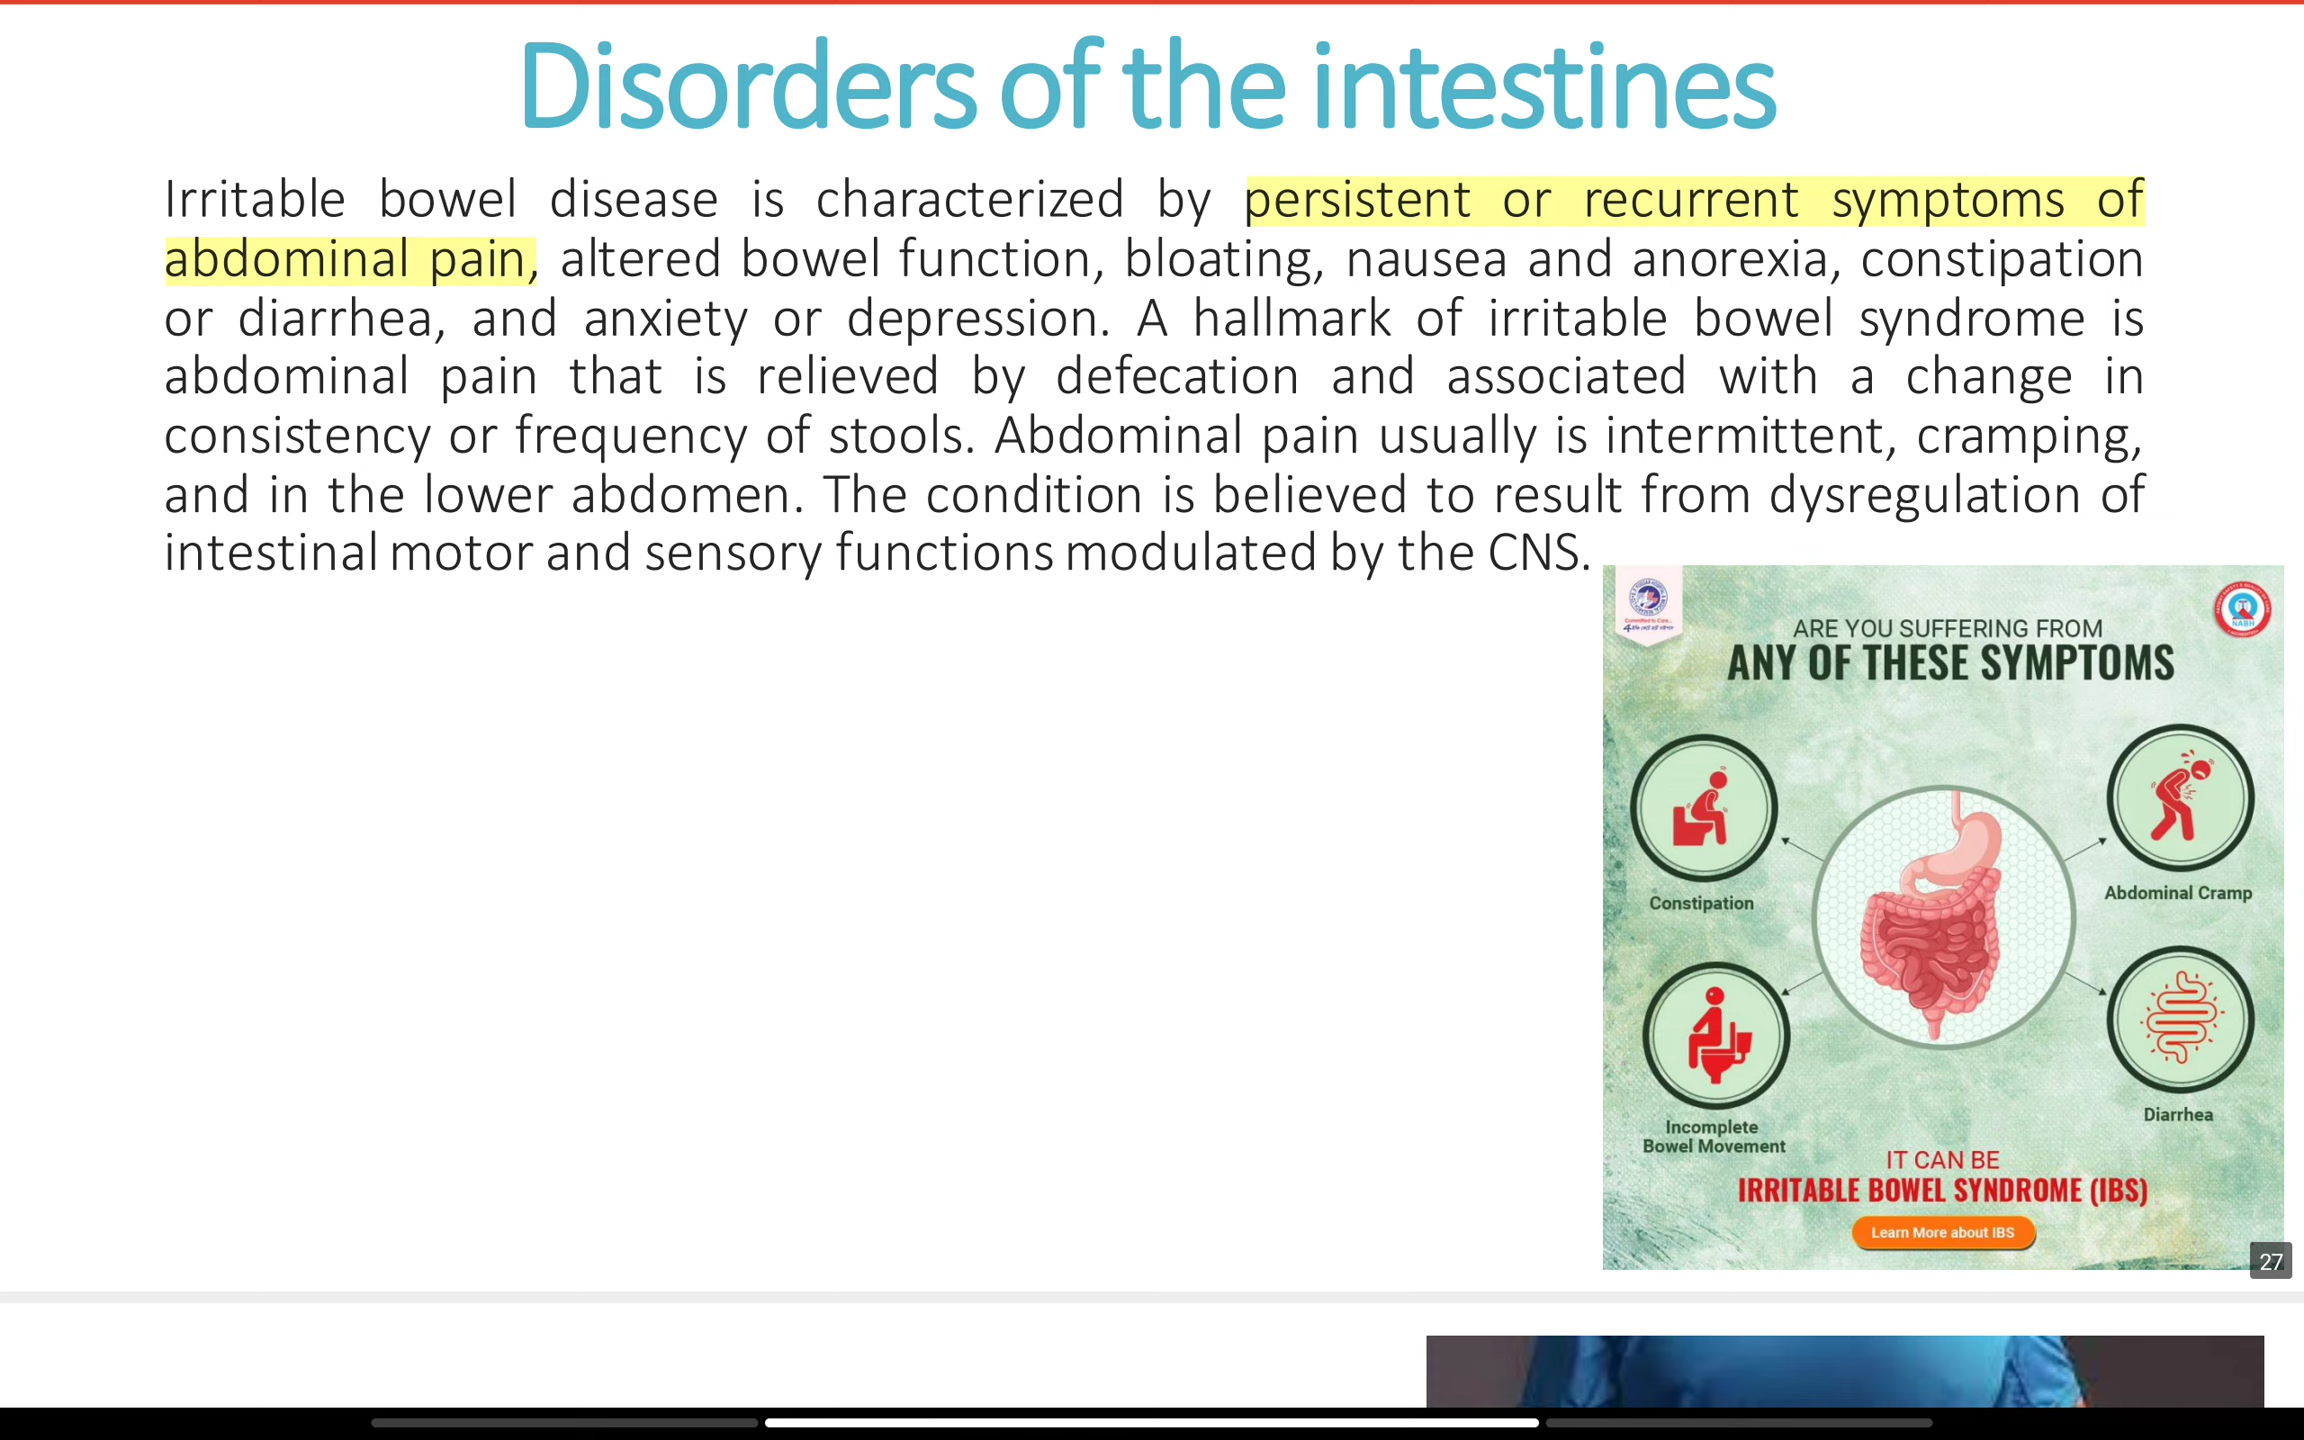 Disorders of the intestines
Irritable bowel disease is characterized by persistent or recurrent symptoms of
abdominal pain, altered bowel function, bloating, nausea and anorexia, constipation
or diarrhea, and anxiety or depression. A hallmark of irritable bowel syndrome is
abdominal pain that is relieved by defecation and associated with a change in
consistency or frequency of stools. Abdominal pain usually is intermittent, cramping,
and in the lower abdomen. The condition is believed to result from dysregulation of
intestinal motor and sensory functions modulated by the CNS.
Committed to Care...
NABH
ARE YOU SUFFERING FROM
ANY OF THESE SYMPTOMS
Constipation
Abdominal Cramp
Incomplete
Bowel Movement
Diarrhea
IT CAN BE
IRRITABLE BOWEL SYNDROME (IBS)
Learn More about IBS
27